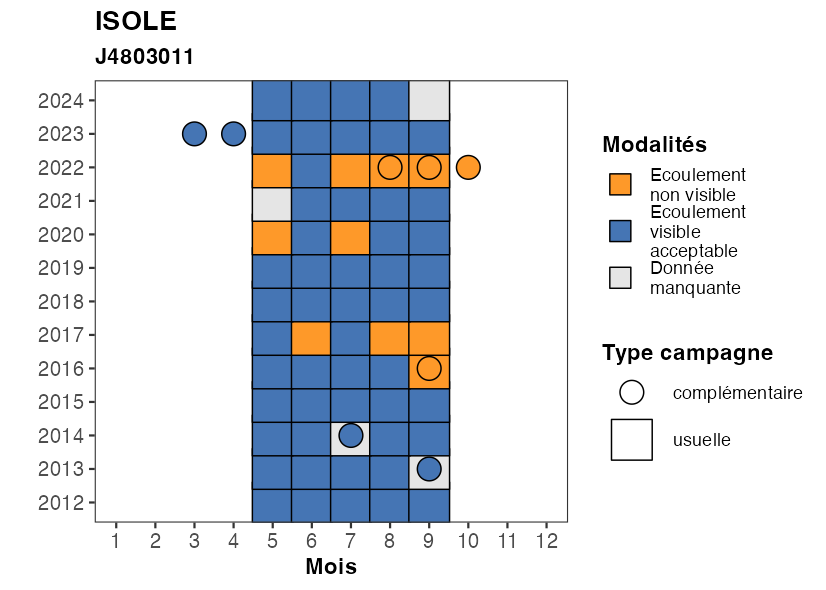 ISOLE
J4803011
2024
2023
2022
2021
2020
2019
2018
2017
2016
2015
2014
2013
2012
1 2 3 4 5 6 7 8 9 10 11 12
Mois
Modalités
Ecoulement
non visible
Ecoulement
visible
acceptable
Donnée
manquante
Type campagne
complémentaire
usuelle